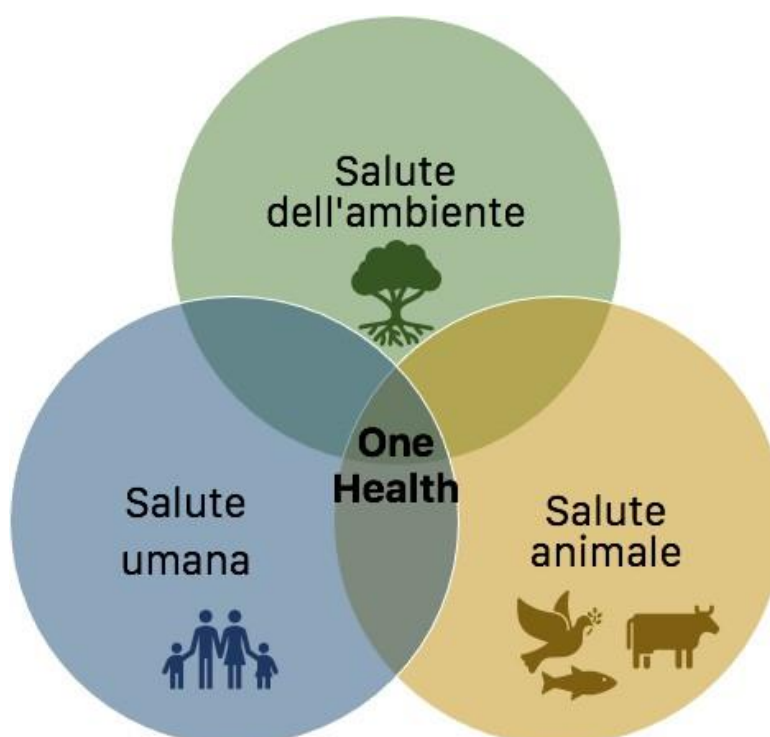 Salute
dell'ambiente
One
Health
Salute
umana
Salute
animale